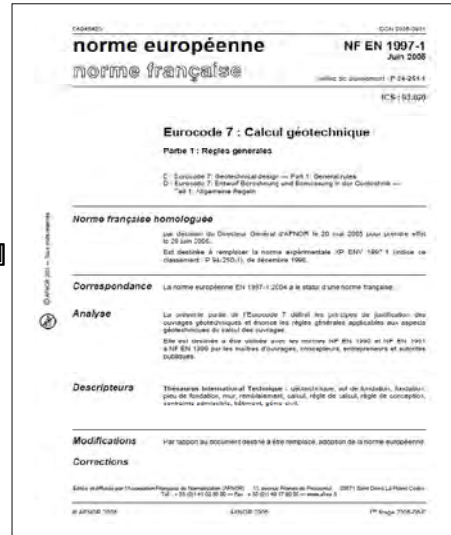 norme européenne
NF EN 1997-1
Juin 2005
norme française
Indice de classement : P 94-251-1
ICS : 93.020
Eurocode 7 : Calcul géotechnique
Partie 1 : Règles générales
E : Eurocode 7: Geotechnical design — Part 1: General rules
D : Eurocode 7: Entwurf Berechnung und Bemessung in der Geotechnik —
Teil 1: Allgemeine Regeln
Norme française homologuée
par décision du Directeur Général d'AFNOR le 20 mai 2005 pour prendre effet
le 20 juin 2005.
Est destinée à remplacer la norme expérimentale XP ENV 1997-1 (indice de
classement : P 94-250-1), de décembre 1996.
Correspondance
La norme européenne EN 1997-1:2004 a le statut d'une norme française.
Analyse
La présente partie de l'Eurocode 7 définit les principes de justification des
ouvrages géotechniques et énonce les règles générales applicables aux aspects
géotechniques du calcul des ouvrages.
Elle est destinée à être utilisée avec les normes NF EN 1990 et NF EN 1991
à NF EN 1999 par les maîtres d'ouvrages, concepteurs, entrepreneurs et autorités
publiques.
Descripteurs
Thésaurus International Technique : géotechnique, sol de fondation, fondation,
pieu de fondation, mur, remblaiement, calcul, règle de calcul, règle de conception,
contrainte admissible, bâtiment, génie civil.
Modifications
Par rapport au document destiné à être remplacé, adoption de la norme européenne.
Corrections
© AFNOR 2005
AFNOR 2005